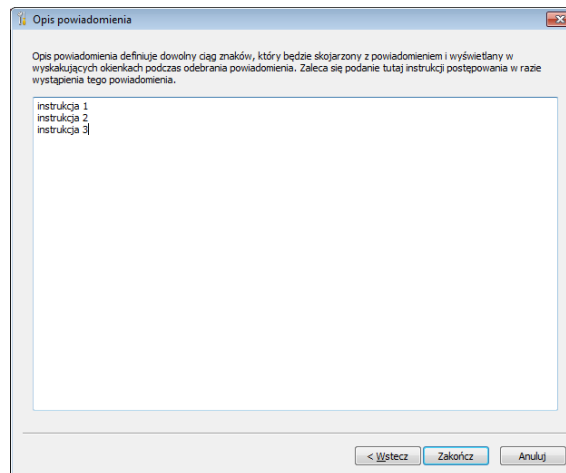 Opis powiadomienia
Opis powiadomienia definiuje dowolny ciąg znaków, który będzie skojarzony z powiadomieniem i wyświetlany w
wyskakujących okienkach podczas odebrania powiadomienia. Zaleca się podanie tutaj instrukcji postępowania w razie
wystąpienia tego powiadomienia.
instrukcja 1
instrukcja 2
instrukcja 3
< Wstecz Zakończ Anuluj